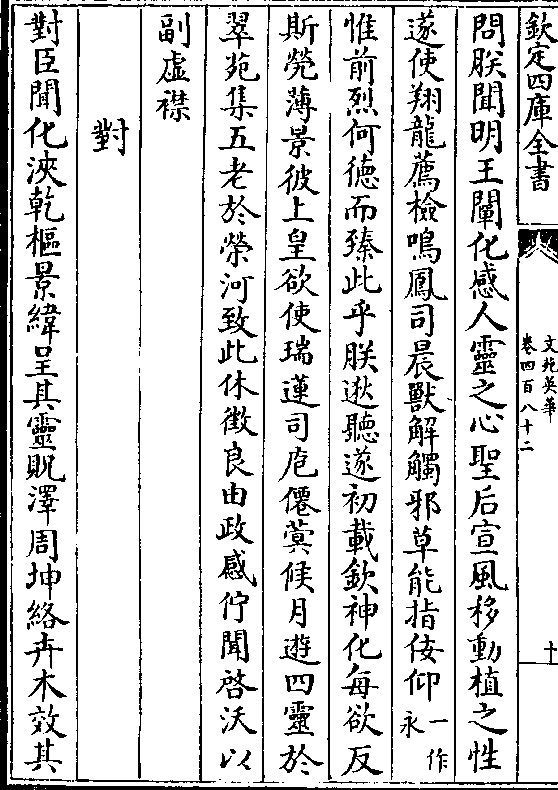 欽定四庫全書
文苑英華
卷四百八十二
十
問朕聞明王闡化感人靈之心聖后宣風移動植之性
遂使翔龍薦檢鳴鳳司晨獸解觸邪草能指佞仰一作永
惟前烈何徳而臻此乎朕逖聽遂初載欽神化每欲反
斯旣薄景彼上皇欲使瑞蓮司庖僊蓂候月遊四靈於
翠苑集五老於榮河致此休徴良由政感佇聞啓沃以
副虚襟
對
對臣聞化浹乾樞景緯呈其靈貺澤周坤絡卉木效其